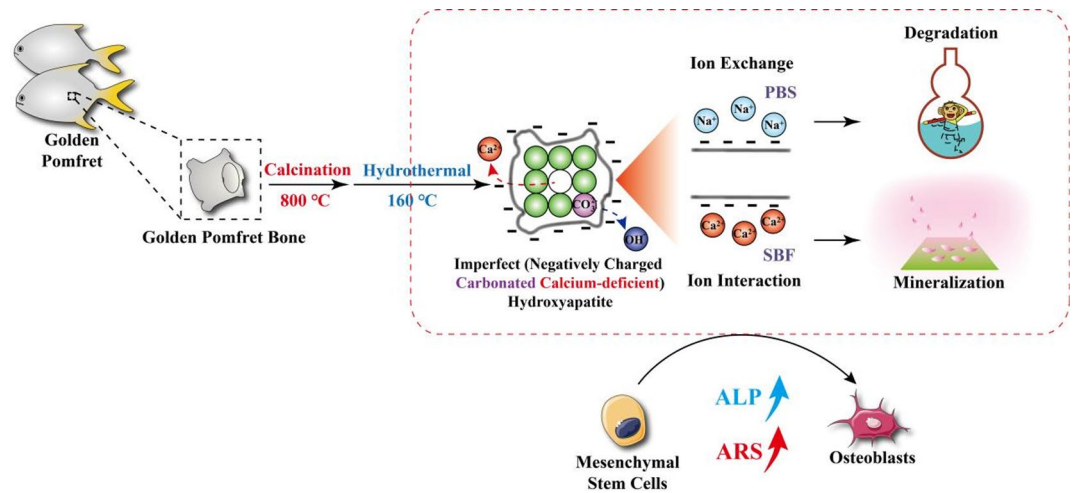 Golden
Pomfret
Golden Pomfret Bone
Calcination
800 °C
Hydrothermal
160 °C
Ca²⁺
CO₃²⁻
OH
Imperfect (Negatively Charged
Carbonated Calcium-deficient)
Hydroxyapatite
Ion Exchange
PBS
Na⁺
Na⁺
Na⁺
Degradation
Ca²⁺
Ca²⁺
Ca²⁺
SBF
Ion Interaction
Mineralization
ALP
ARS
Mesenchymal
Stem Cells
Osteoblasts